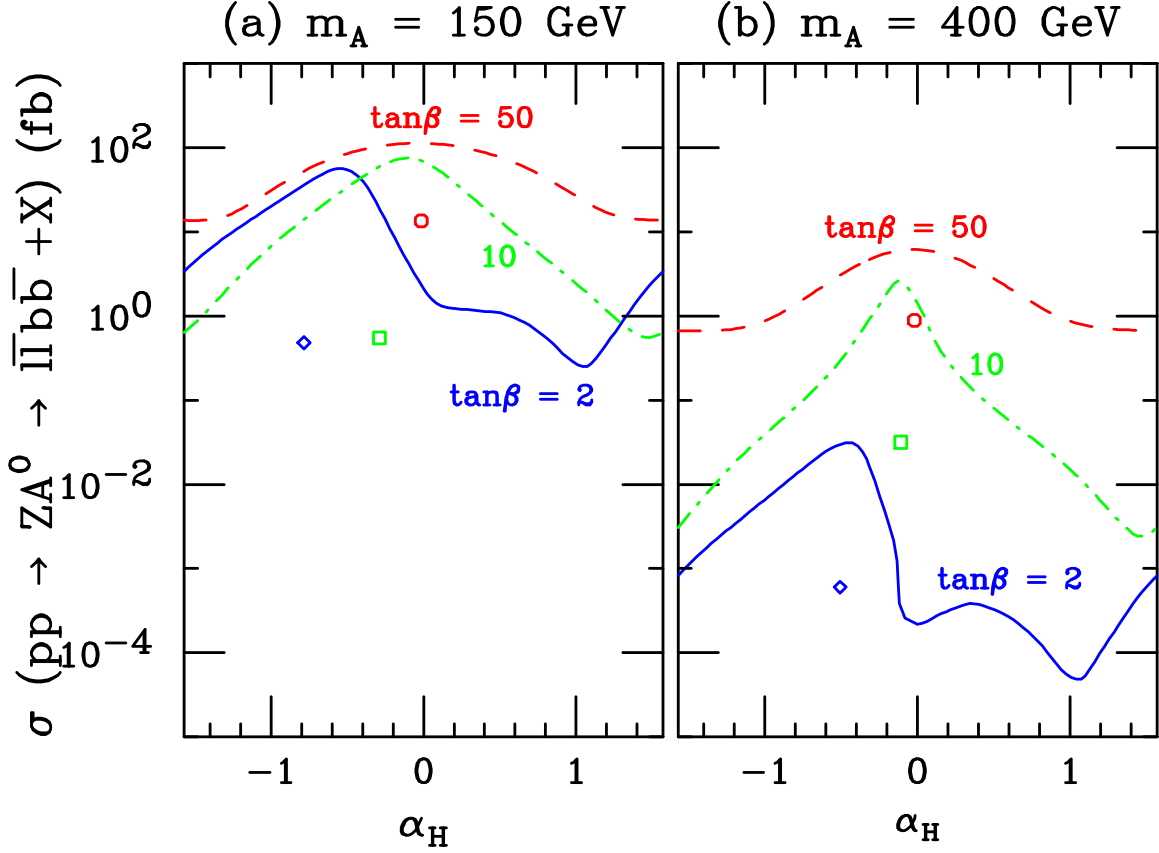 (a) m_A = 150 GeV
(b) m_A = 400 GeV
σ (pp → ZA⁰ → l l̅ b b̅ +X) (fb)
10²
10⁰
10⁻²
10⁻⁴
tanβ = 50
10
tanβ = 2
tanβ = 50
10
tanβ = 2
−1 0 1
−1 0 1
α_H
α_H